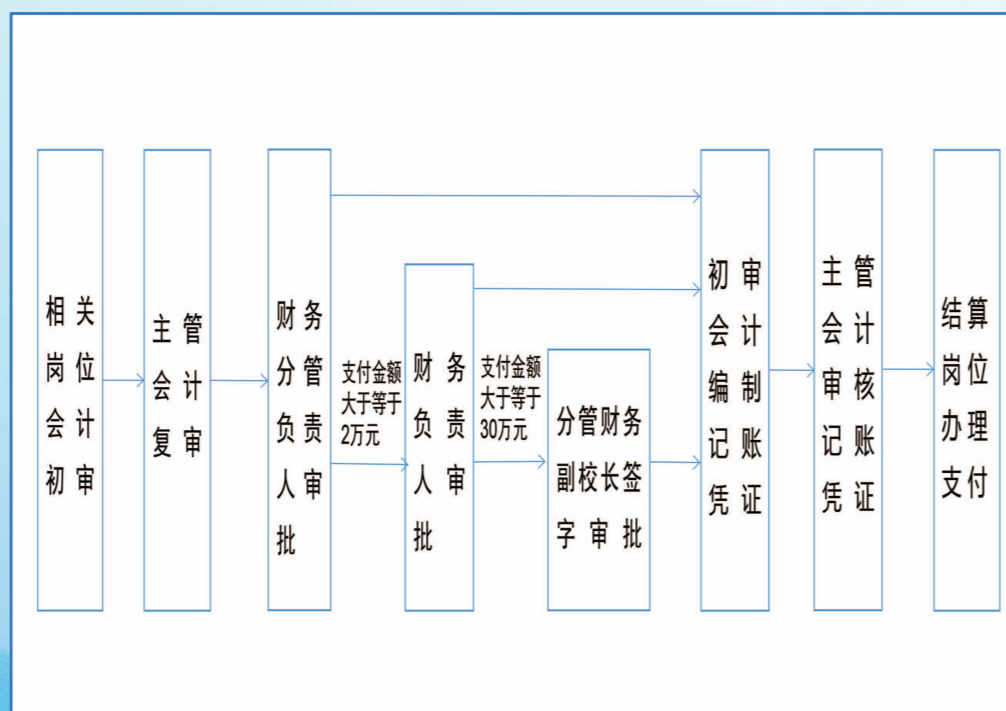 相关
岗位
会计
初审
主管
会计
复审
财务
分管
负责
人审
批
支付金额
大于等于
2万元
财务
负责
人审
批
支付金额
大于等于
30万元
分管财务
副校长签
字审批
初审
会计
编制
记账
凭证
主管
会计
审核
记账
凭证
结算
岗位
办理
支付